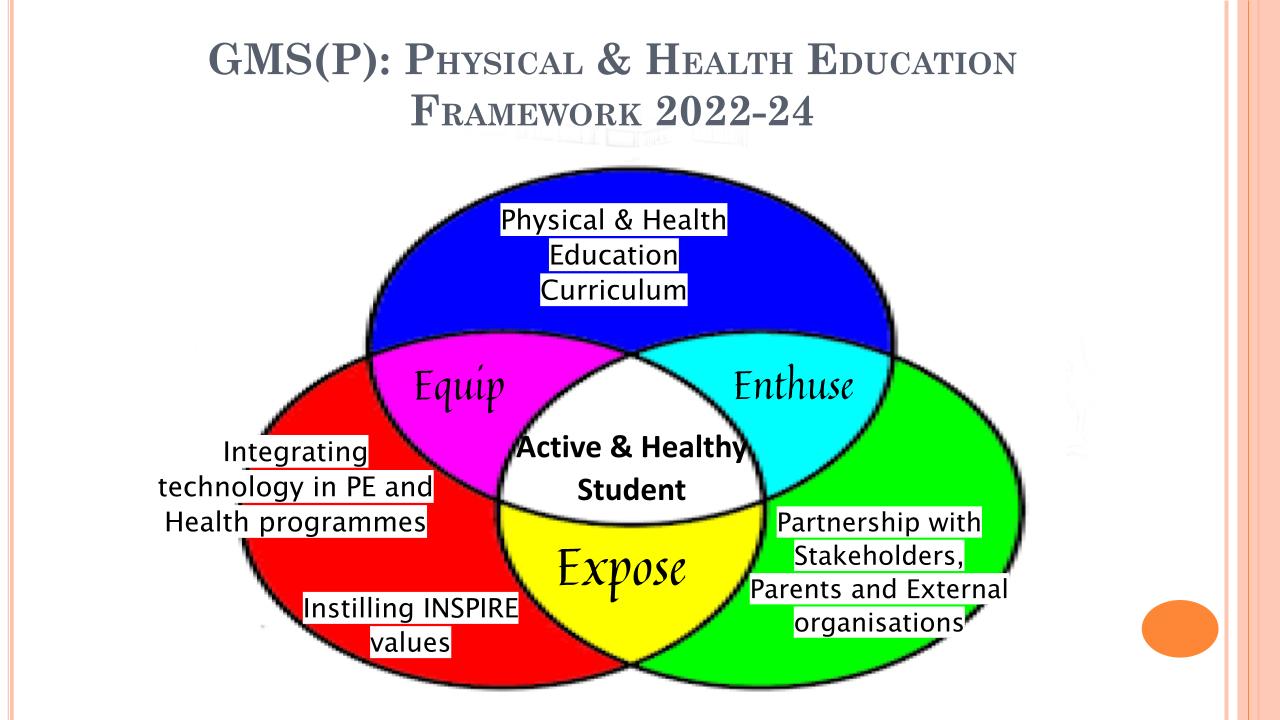 GMS(P): Physical & Health Education
Framework 2022-24
Physical & Health
Education
Curriculum
Equip
Enthuse
Active & Healthy
Student
Integrating
technology in PE and
Health programmes
Expose
Partnership with
Stakeholders,
Parents and External
organisations
Instilling INSPIRE
values